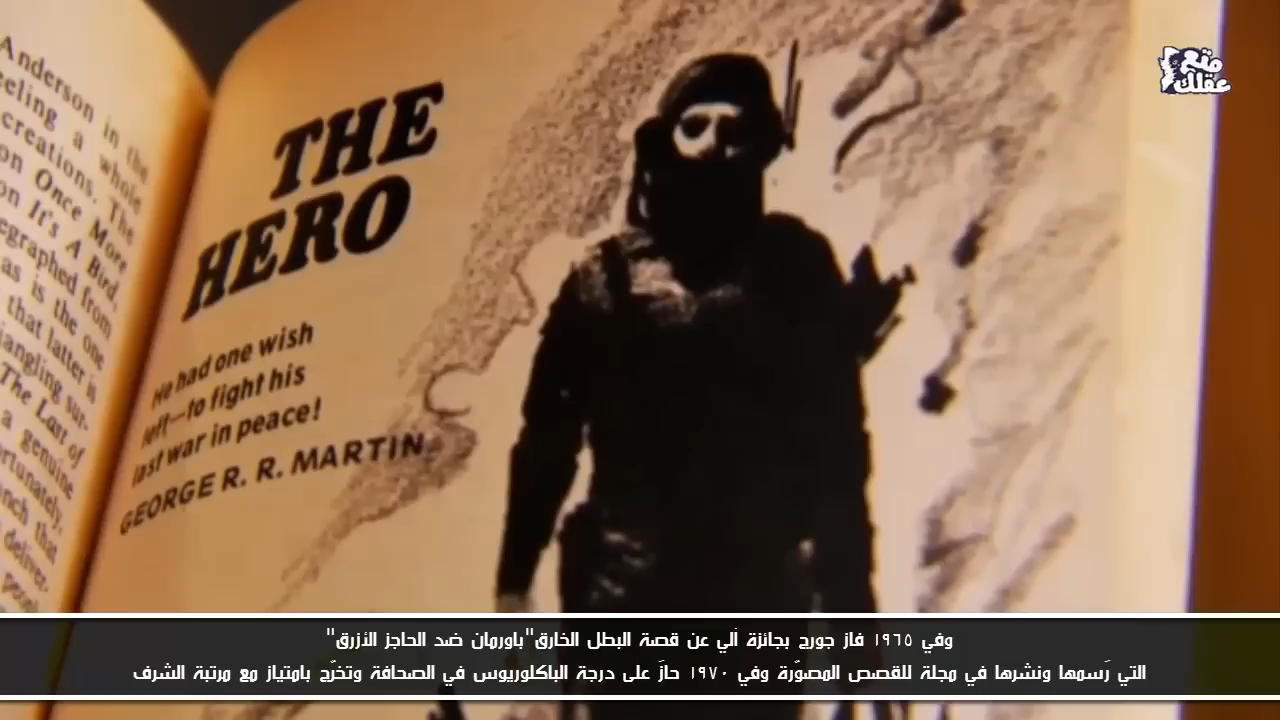 متع
عقلك
Anderson in the
eeling a whole
creations. The
on Once More
on It's A Bird,
egraphed from
as is the one
that latter is
jangling sur-
The Last of
a genuine
ortunately,
nch that
deliver-
THE
HERO
He had one wish
left—to fight his
last war in peace!
GEORGE R. R. MARTIN
وفي ١٩٦٥ فاز جورج بجائزة آلي عن قصة البطل الخارق"باورمان ضد الحاجز الأزرق"
التي رَسمها ونشرها في مجلة للقصص المصوّرة وفي ١٩٧٠ حازَ على درجة الباكلوريوس في الصحافة وتخرّج بامتياز مع مرتبة الشرف